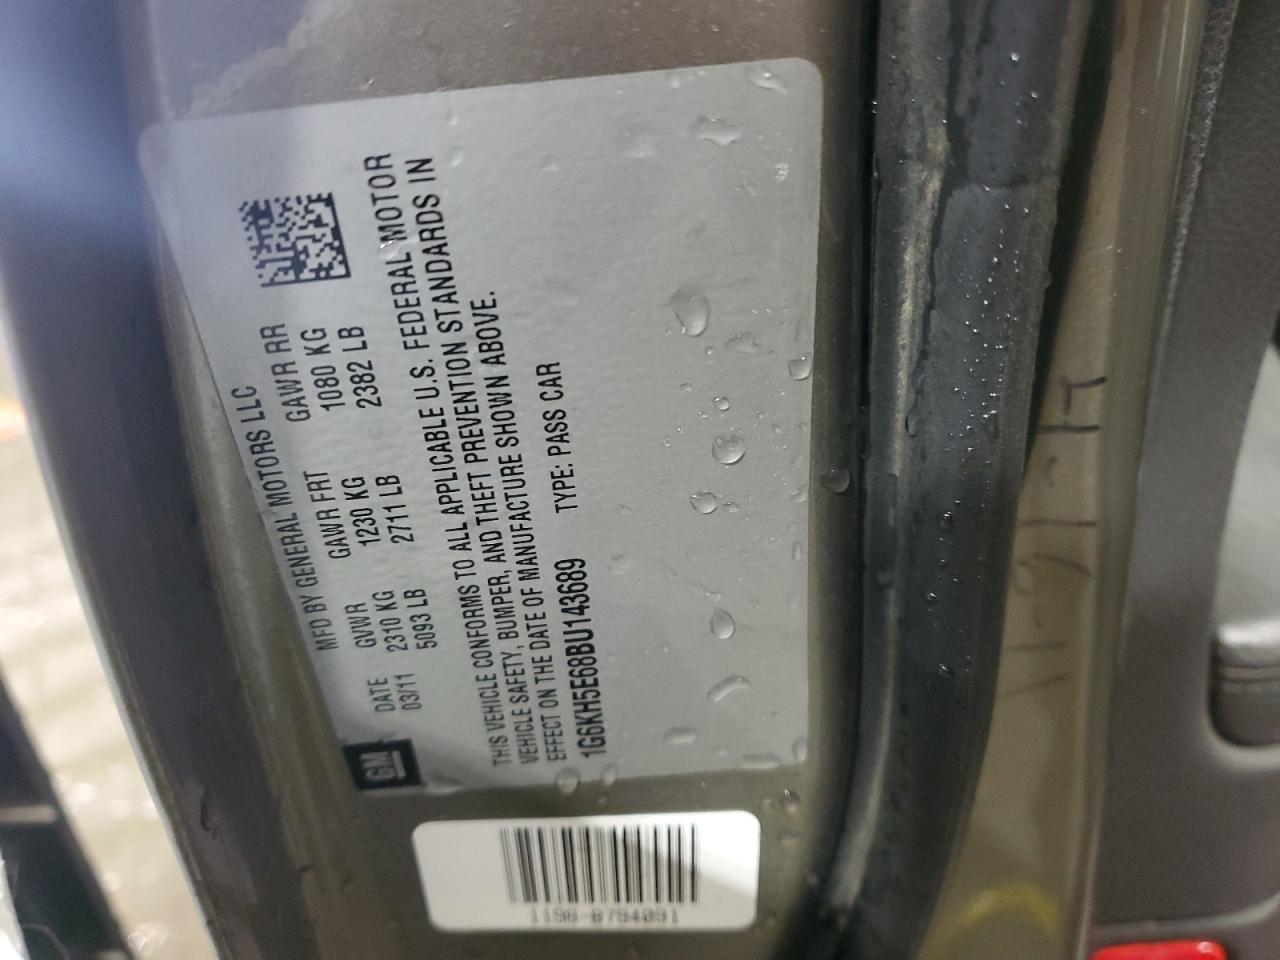 MFD BY GENERAL MOTORS LLC
DATE GVWR GAWR FRT GAWR RR
03/11 2310 KG 1230 KG 1080 KG
5093 LB 2711 LB 2382 LB
GM
THIS VEHICLE CONFORMS TO ALL APPLICABLE U.S. FEDERAL MOTOR
VEHICLE SAFETY, BUMPER, AND THEFT PREVENTION STANDARDS IN
EFFECT ON THE DATE OF MANUFACTURE SHOWN ABOVE.
1G6KH5E68BU143689 TYPE: PASS CAR